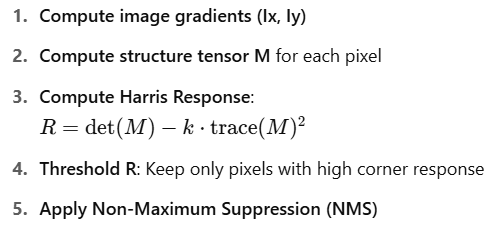 1. Compute image gradients (Ix, Iy)
2. Compute structure tensor M for each pixel
3. Compute Harris Response:
R = det(M) − k · trace(M)²
4. Threshold R: Keep only pixels with high corner response
5. Apply Non-Maximum Suppression (NMS)